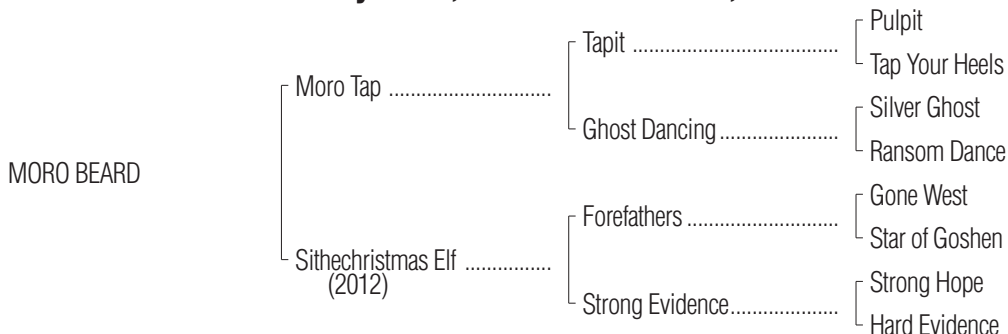 Pulpit
Tapit ........................................
Tap Your Heels
Moro Tap ................................
Silver Ghost
Ghost Dancing.......................
Ransom Dance
MORO BEARD
Gone West
Forefathers .............................
Star of Goshen
Sithechristmas Elf ................
(2012)
Strong Hope
Strong Evidence.....................
Hard Evidence